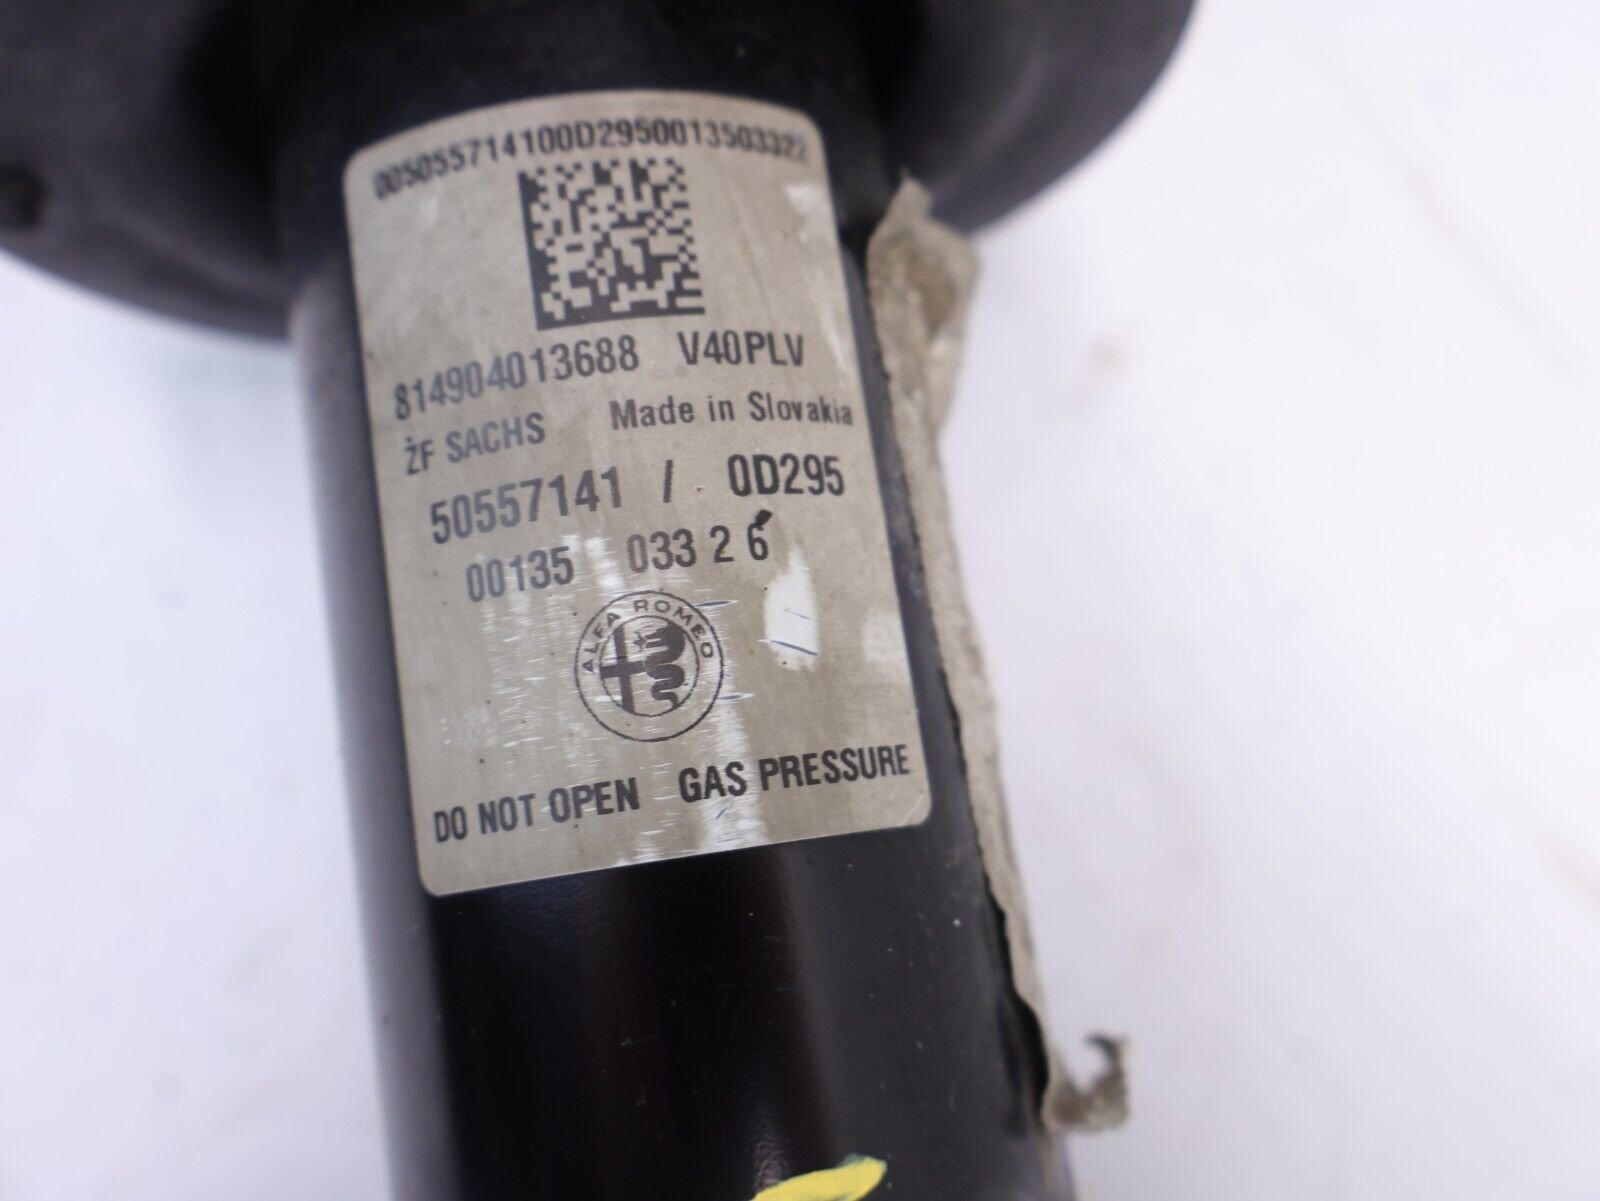 005055714100D2950013503322
814904013688 V40PLV
ZF SACHS Made in Slovakia
50557141 / 0D295
00135 033 2 6
ALFA ROMEO
DO NOT OPEN GAS PRESSURE